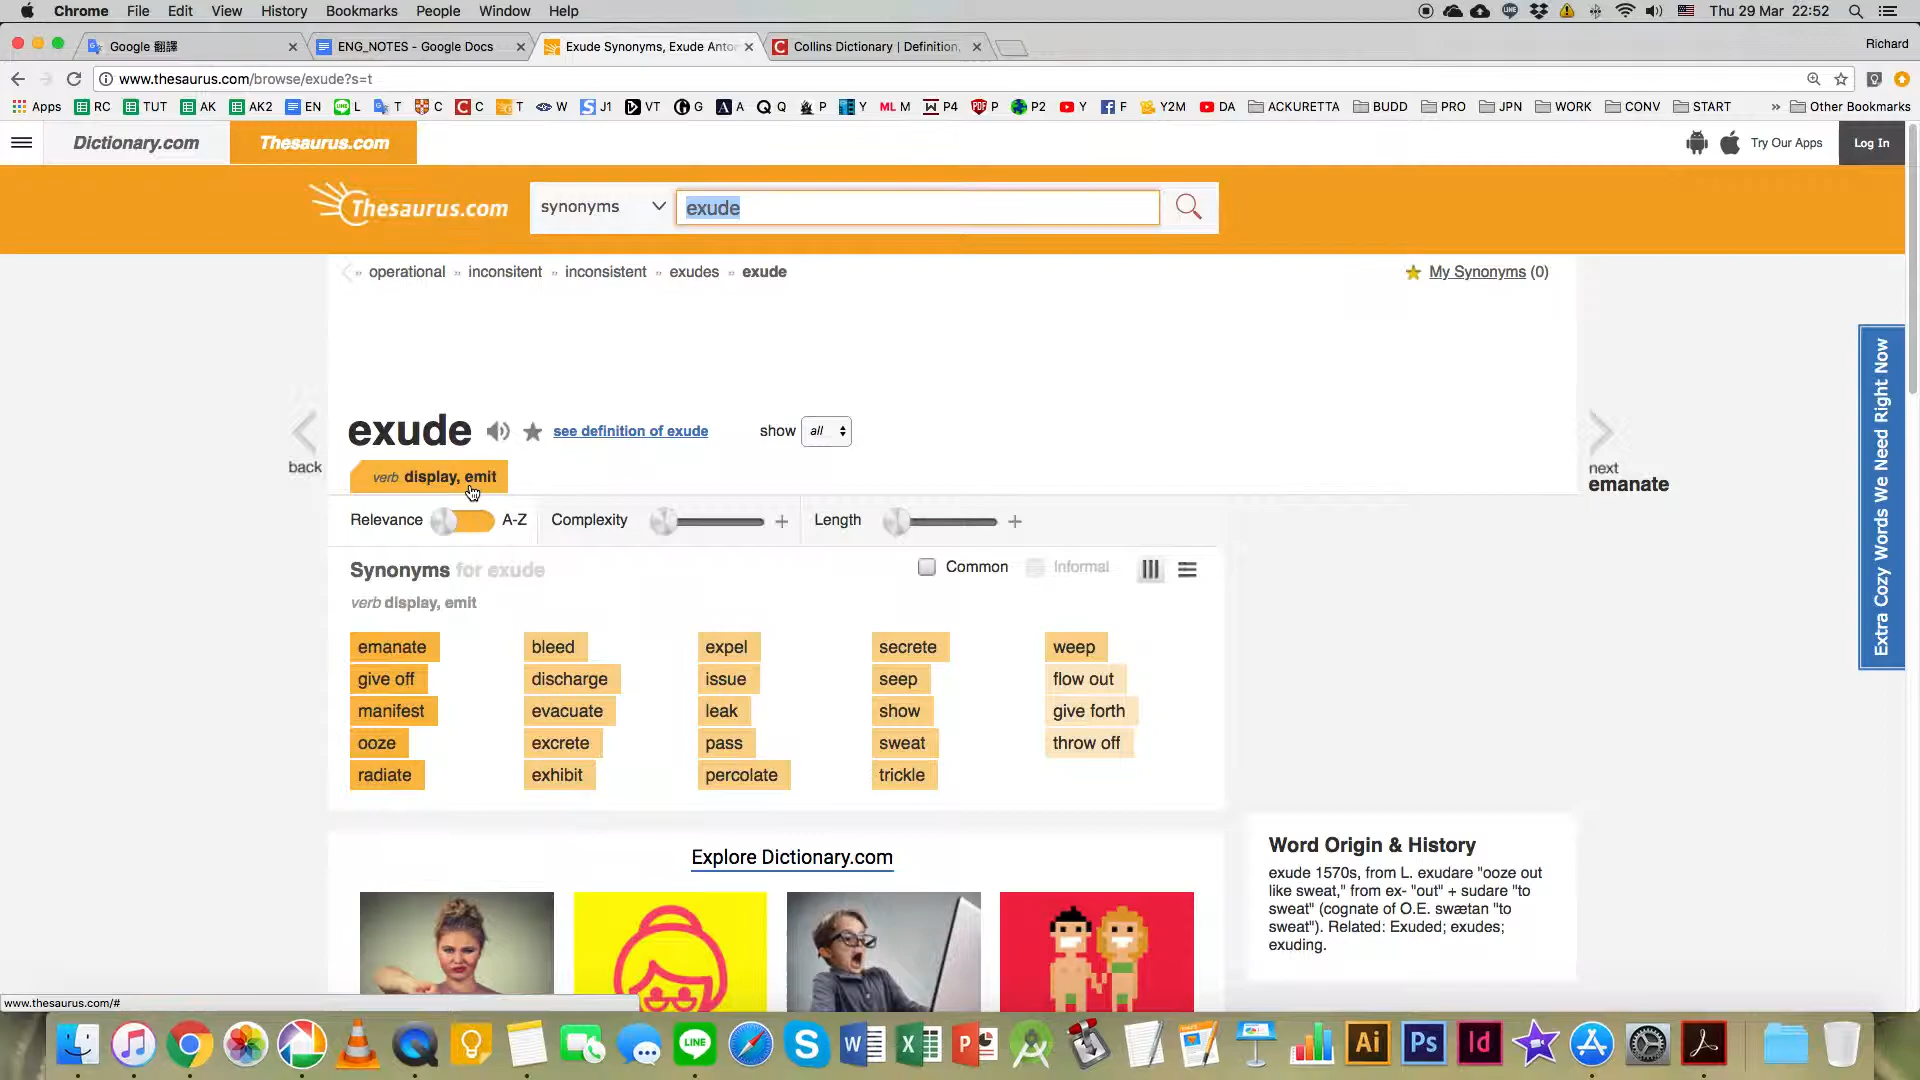 Chrome File Edit View History Bookmarks People Window Help Thu 29 Mar 22:52
Google 翻譯 ENG_NOTES - Google Docs Exude Synonyms, Exude Anto Collins Dictionary | Definition, Richard
www.thesaurus.com/browse/exude?s=t
Apps RC TUT AK AK2 EN L T C C T W J1 VT G A Q P Y M P4 P P2 Y F Y2M DA ACKURETTA BUDD PRO JPN WORK CONV START » Other Bookmarks
Dictionary.com Thesaurus.com Try Our Apps Log In
Thesaurus.com synonyms exude
operational » inconsitent » inconsistent » exudes » exude My Synonyms (0)
exude see definition of exude show all
back
next
emanate
verb display, emit
Extra Cozy Words We Need Right Now
Relevance A-Z Complexity + Length +
Synonyms for exude Common Informal
verb display, emit
emanate bleed expel secrete weep
give off discharge issue seep flow out
manifest evacuate leak show give forth
ooze excrete pass sweat throw off
radiate exhibit percolate trickle
Explore Dictionary.com
Word Origin & History
exude 1570s, from L. exudare "ooze out
like sweat," from ex- "out" + sudare "to
sweat" (cognate of O.E. swætan "to
sweat"). Related: Exuded; exudes;
exuding.
www.thesaurus.com/#
LINE Ai Ps Id